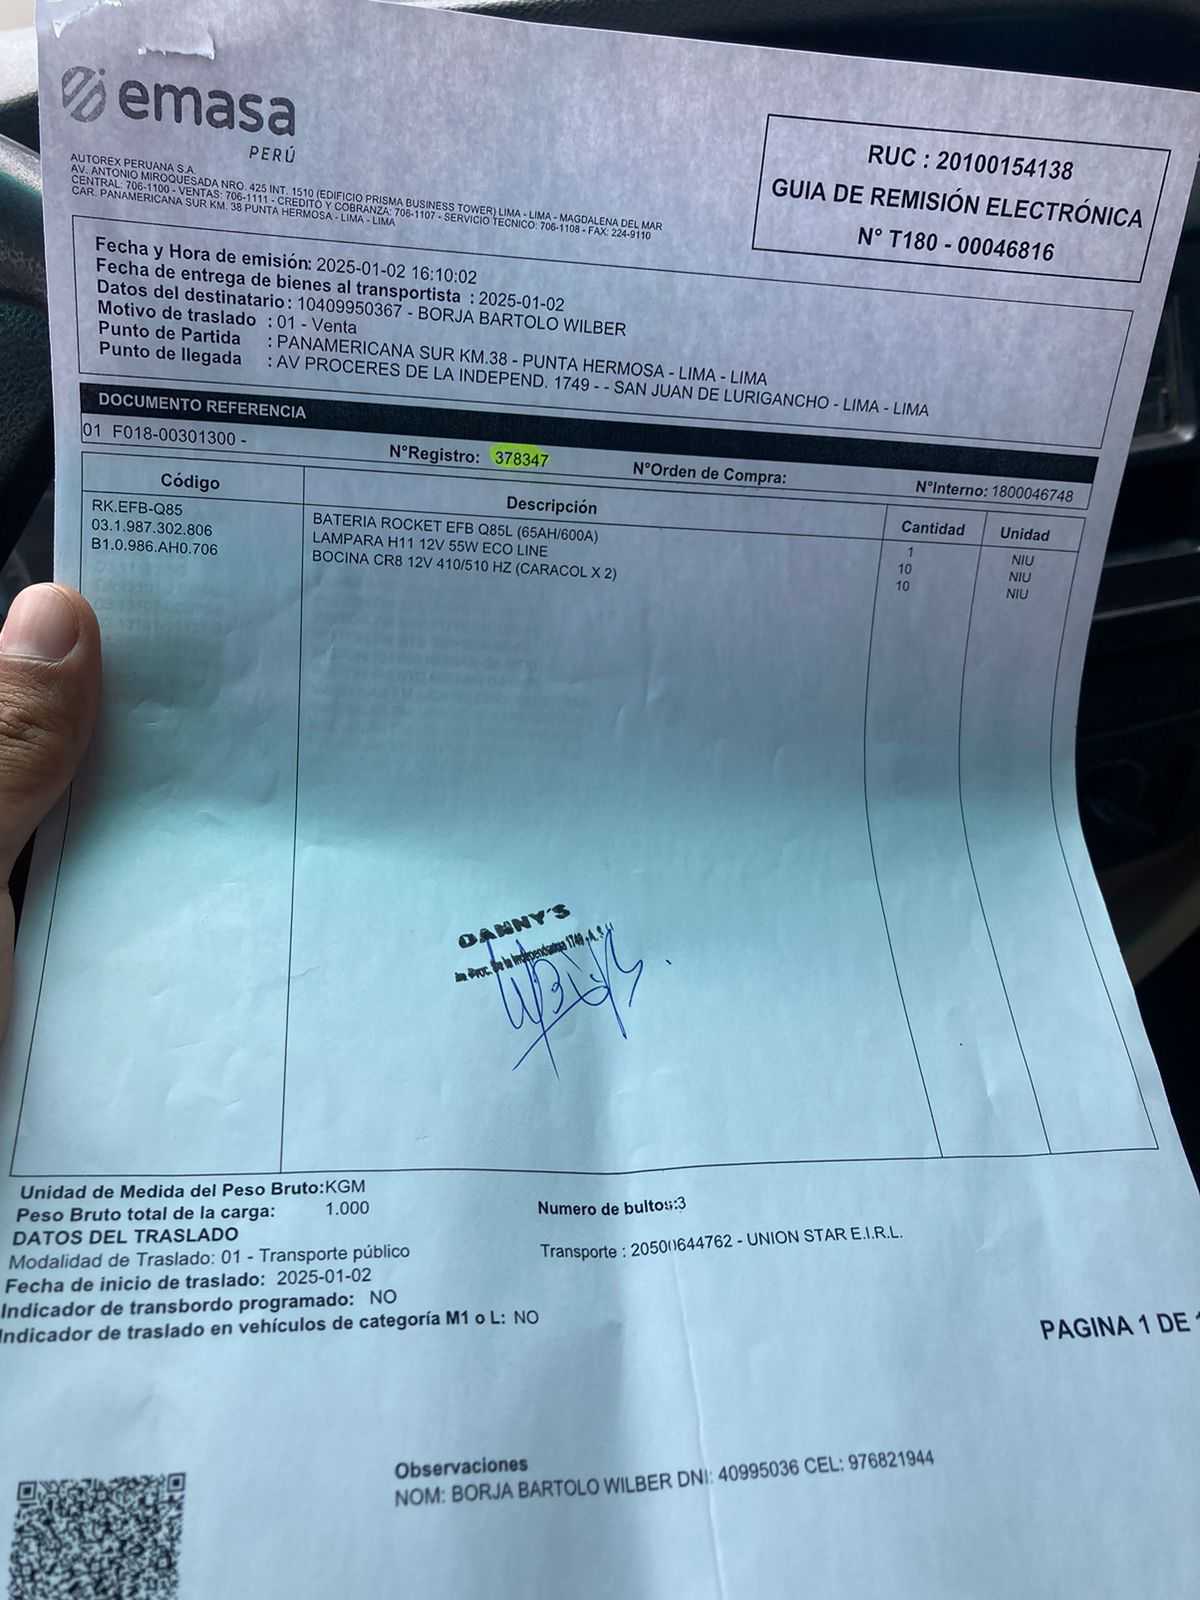 emasa
PERÚ
AUTOREX PERUANA S.A.
AV. ANTONIO MIROQUESADA NRO. 425 INT. 1510 (EDIFICIO PRISMA BUSINESS TOWER) LIMA - LIMA - MAGDALENA DEL MAR
CENTRAL. 706-1100 - VENTAS: 706-1111 - CREDITO Y COBRANZA: 706-1107 - SERVICIO TECNICO: 706-1108 - FAX: 224-9110
CAR. PANAMERICANA SUR KM. 38 PUNTA HERMOSA - LIMA - LIMA
RUC : 20100154138
GUIA DE REMISIÓN ELECTRÓNICA
N° T180 - 00046816
Fecha y Hora de emisión: 2025-01-02 16:10:02
Fecha de entrega de bienes al transportista : 2025-01-02
Datos del destinatario : 10409950367 - BORJA BARTOLO WILBER
Motivo de traslado : 01 - Venta
Punto de Partida : PANAMERICANA SUR KM.38 - PUNTA HERMOSA - LIMA - LIMA
Punto de llegada : AV PROCERES DE LA INDEPEND. 1749 - - SAN JUAN DE LURIGANCHO - LIMA - LIMA
DOCUMENTO REFERENCIA
01 F018-00301300 - N°Registro: 378347 N°Orden de Compra: N°Interno: 1800046748
Código Descripción Cantidad Unidad
RK.EFB-Q85 BATERIA ROCKET EFB Q85L (65AH/600A) 1 NIU
03.1.987.302.806 LAMPARA H11 12V 55W ECO LINE 10 NIU
B1.0.986.AH0.706 BOCINA CR8 12V 410/510 HZ (CARACOL X 2) 10 NIU
DANNY'S
Av. Proc. De la Independencia 1749 - A.
Unidad de Medida del Peso Bruto:KGM
Peso Bruto total de la carga: 1.000 Numero de bultos:3
DATOS DEL TRASLADO
Modalidad de Traslado: 01 - Transporte público Transporte : 20500644762 - UNION STAR E.I.R.L.
Fecha de inicio de traslado: 2025-01-02
Indicador de transbordo programado: NO
Indicador de traslado en vehículos de categoría M1 o L: NO
PAGINA 1 DE
Observaciones
NOM: BORJA BARTOLO WILBER DNI: 40995036 CEL: 976821944